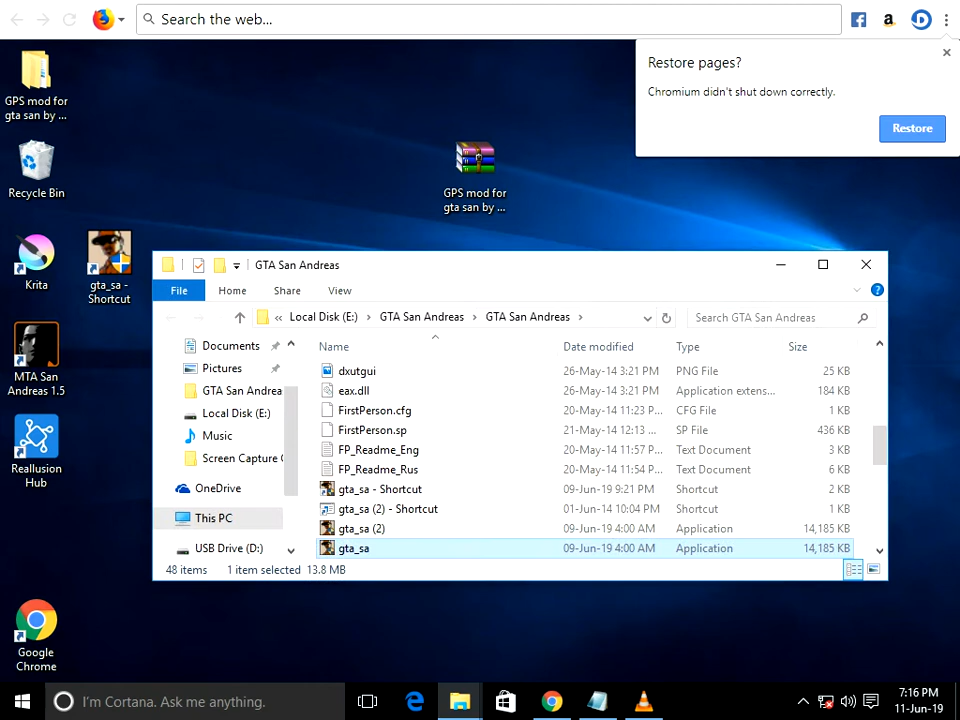 Search the web...
Restore pages?
Chromium didn't shut down correctly.
Restore
GPS mod for
gta san by ...
Recycle Bin
GPS mod for
gta san by ...
Krita
gta_sa -
Shortcut
MTA San
Andreas 1.5
Reallusion
Hub
Google
Chrome
GTA San Andreas
File Home Share View
« Local Disk (E:) GTA San Andreas GTA San Andreas
Search GTA San Andreas
Documents
Pictures
GTA San Andrea
Local Disk (E:)
Music
Screen Capture
OneDrive
This PC
USB Drive (D:)
Name Date modified Type Size
dxutgui 26-May-14 3:21 PM PNG File 25 KB
eax.dll 26-May-14 3:21 PM Application extens... 184 KB
FirstPerson.cfg 20-May-14 11:23 P... CFG File 1 KB
FirstPerson.sp 21-May-14 12:13 ... SP File 436 KB
FP_Readme_Eng 20-May-14 11:57 P... Text Document 3 KB
FP_Readme_Rus 20-May-14 11:54 P... Text Document 6 KB
gta_sa - Shortcut 09-Jun-19 9:21 PM Shortcut 2 KB
gta_sa (2) - Shortcut 01-Jun-14 10:04 PM Shortcut 1 KB
gta_sa (2) 09-Jun-19 4:00 AM Application 14,185 KB
gta_sa 09-Jun-19 4:00 AM Application 14,185 KB
48 items 1 item selected 13.8 MB
I'm Cortana. Ask me anything.
7:16 PM
11-Jun-19